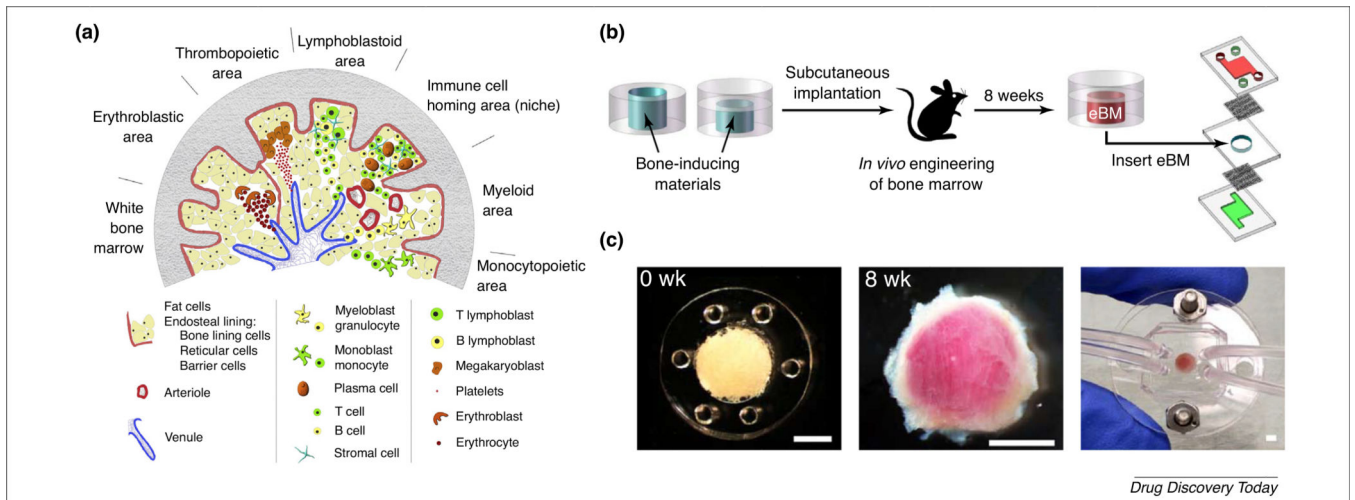 (a)
Lymphoblastoid
area
Thrombopoietic
area
Immune cell
homing area (niche)
Erythroblastic
area
Myeloid
area
White
bone
marrow
Monocytopoietic
area
Fat cells
Endosteal lining:
Bone lining cells
Reticular cells
Barrier cells
Arteriole
Venule
Myeloblast
granulocyte
Monoblast
monocyte
Plasma cell
T cell
B cell
Stromal cell
T lymphoblast
B lymphoblast
Megakaryoblast
Platelets
Erythroblast
Erythrocyte
(b)
Subcutaneous
implantation
8 weeks
eBM
Insert eBM
Bone-inducing
materials
In vivo engineering
of bone marrow
(c)
0 wk
8 wk
Drug Discovery Today